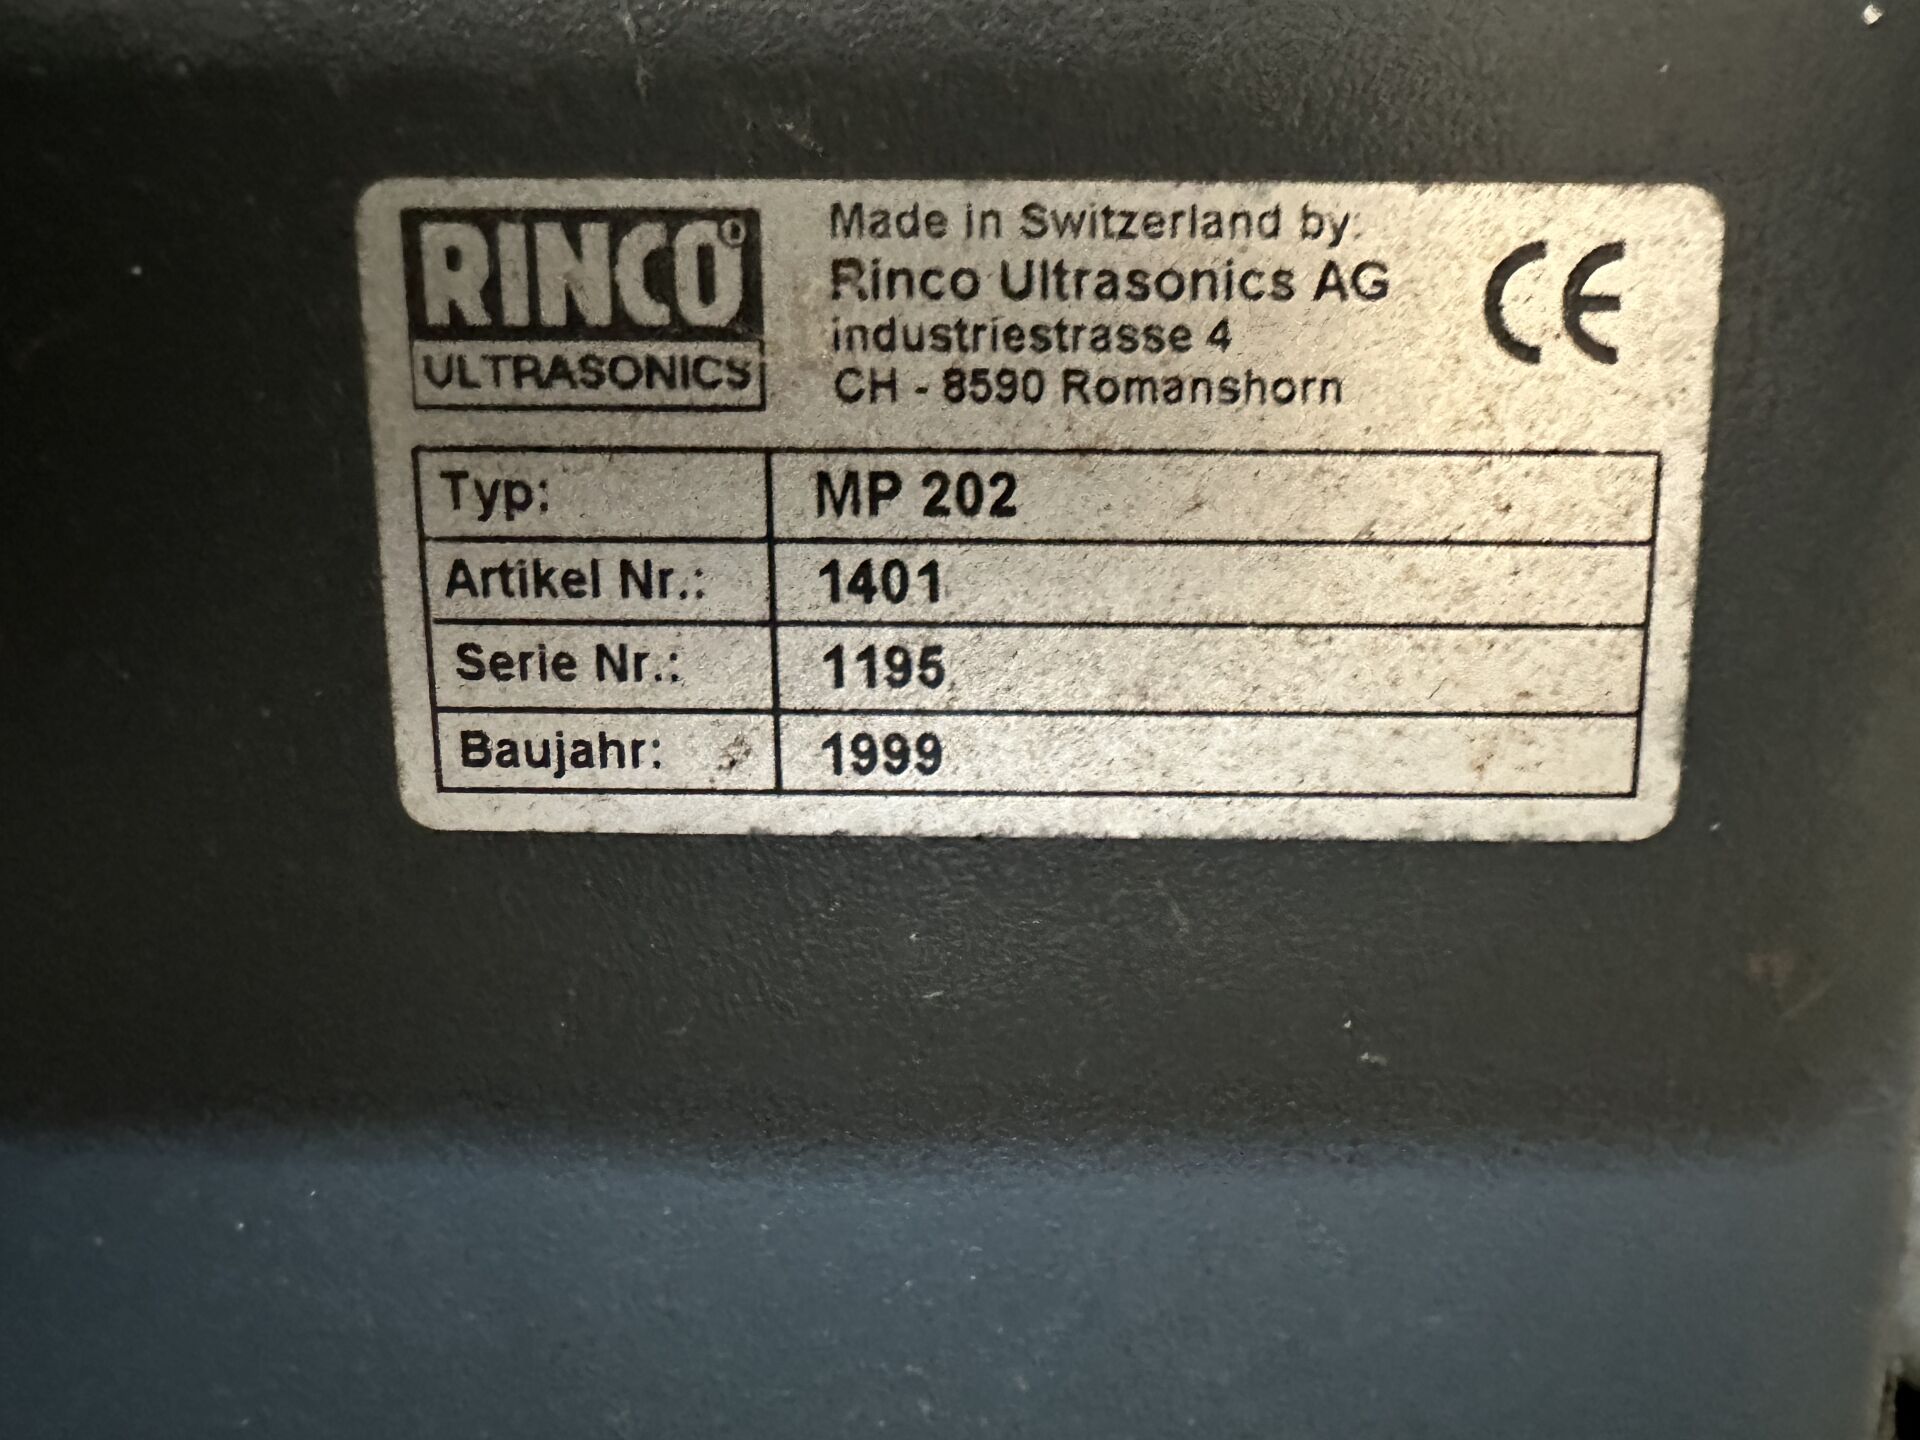 RINCO®
ULTRASONICS
Made in Switzerland by:
Rinco Ultrasonics AG
industriestrasse 4
CH - 8590 Romanshorn
CE
Typ: MP 202
Artikel Nr.: 1401
Serie Nr.: 1195
Baujahr: 1999